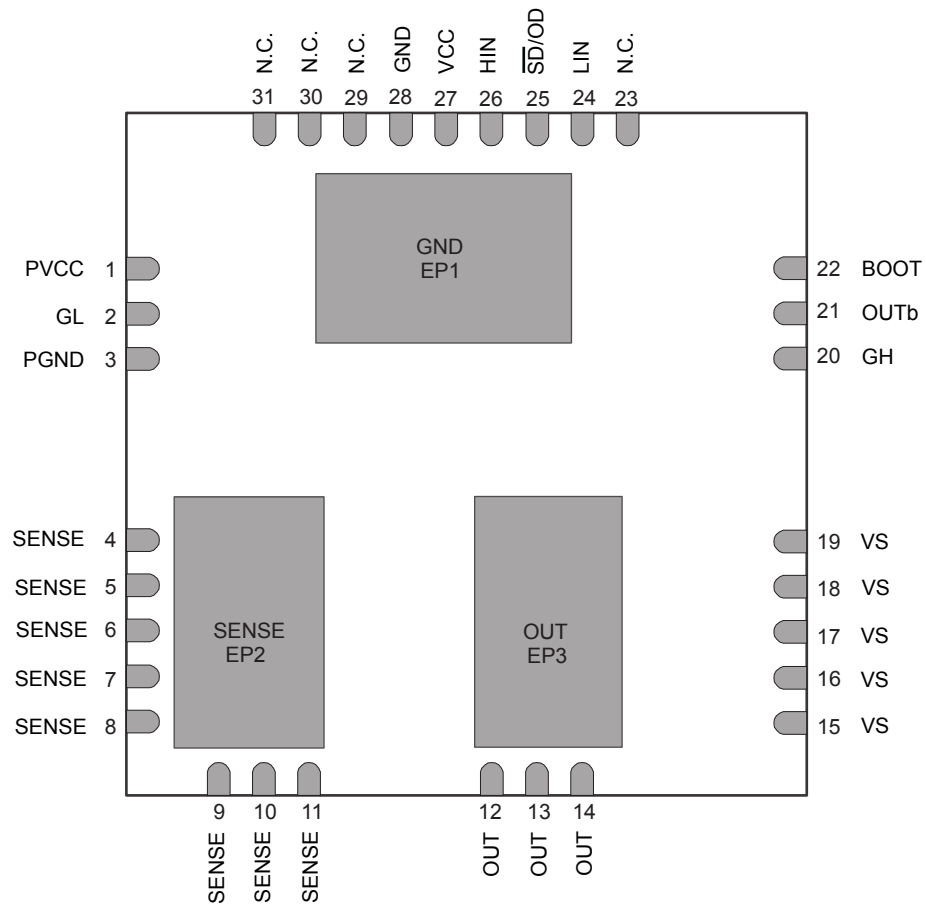 N.C.
N.C.
N.C.
GND
VCC
HIN
SD/OD
LIN
N.C.
31 30 29 28 27 26 25 24 23
GND
EP1
PVCC 1
GL 2
PGND 3
22 BOOT
21 OUTb
20 GH
SENSE 4
SENSE 5
SENSE 6
SENSE 7
SENSE 8
SENSE
EP2
OUT
EP3
19 VS
18 VS
17 VS
16 VS
15 VS
9 10 11 12 13 14
SENSE
SENSE
SENSE
OUT
OUT
OUT